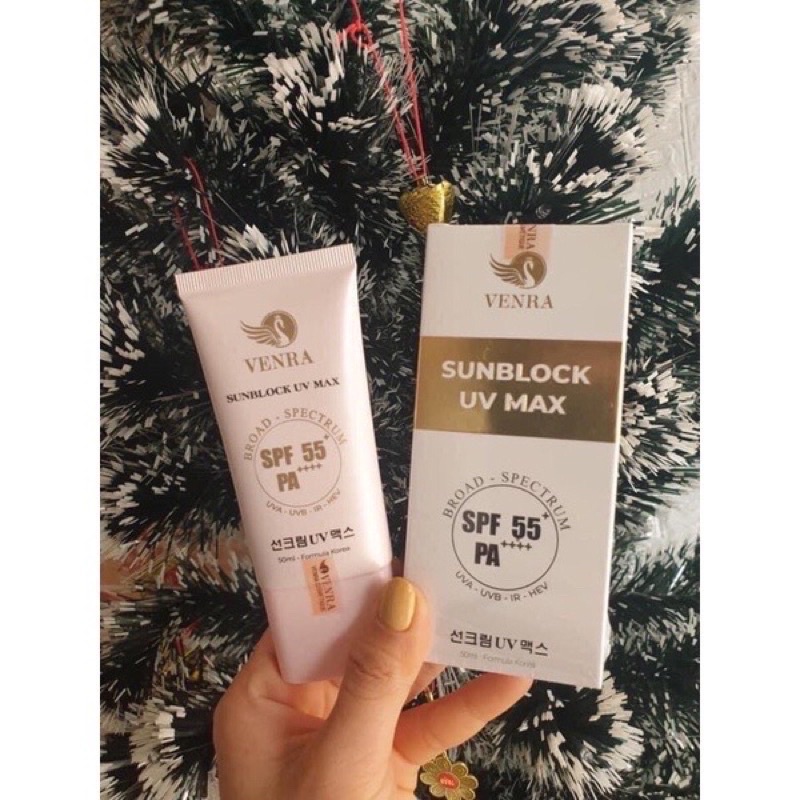 VENRA
SUNBLOCK UV MAX
BROAD - SPECTRUM
SPF 55+
PA++++
UVA - UVB - IR - HEV
선크림 UV 맥스
50ml - Formula Korea
VENRA
VENRA
SUNBLOCK
UV MAX
BROAD - SPECTRUM
SPF 55+
PA++++
UVA - UVB - IR - HEV
선크림 UV 맥스
50ml - Formula Korea